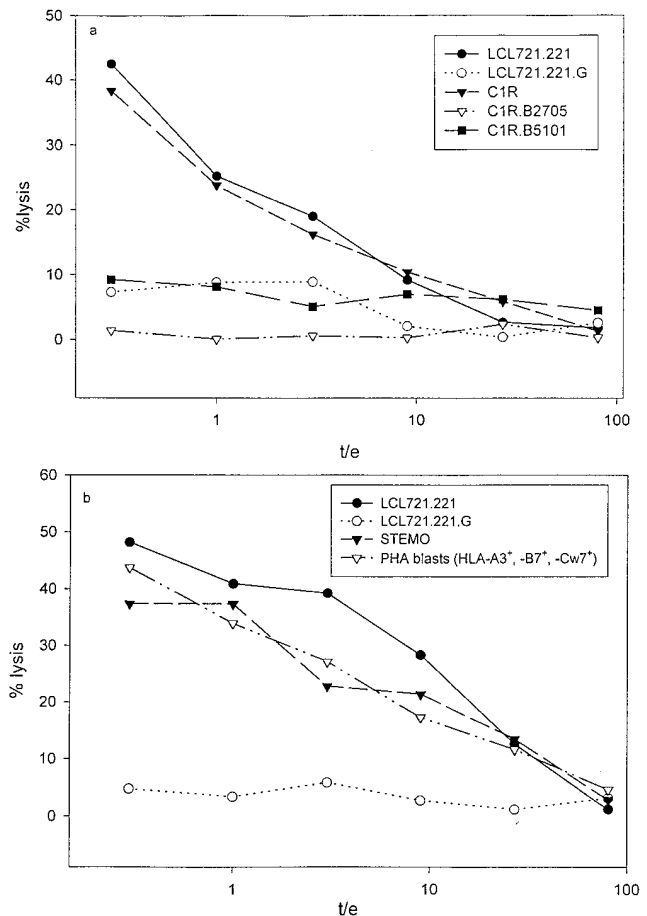 a
50
40
30
20
10
0
%lysis
LCL721.221
LCL721.221.G
C1R
C1R.B2705
C1R.B5101
1 10 100
t/e
b
60
50
40
30
20
10
0
% lysis
LCL721.221
LCL721.221.G
STEMO
PHA blasts (HLA-A3⁺, -B7⁺, -Cw7⁺)
1 10 100
t/e